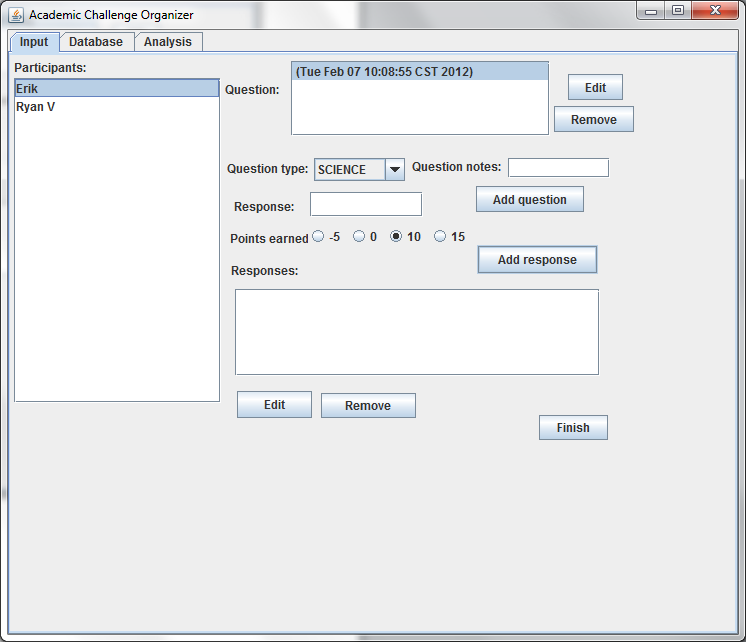 Academic Challenge Organizer
Input Database Analysis
Participants:
Erik
Ryan V
Question:
(Tue Feb 07 10:08:55 CST 2012)
Edit
Remove
Question type: SCIENCE Question notes:
Add question
Response:
Points earned -5 0 10 15
Add response
Responses:
Edit Remove
Finish